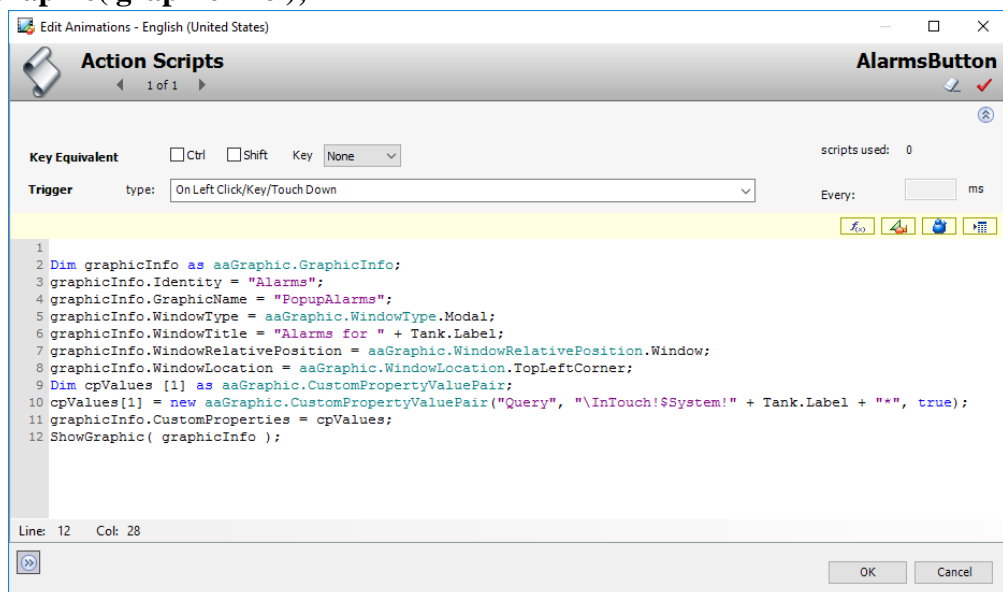 graphic( graphicInfo );
Edit Animations - English (United States)
Action Scripts
AlarmsButton
1 of 1
Key Equivalent
Ctrl
Shift
Key
None
scripts used: 0
Trigger
type:
On Left Click/Key/Touch Down
Every:
ms
f(x)
1
2 Dim graphicInfo as aaGraphic.GraphicInfo;
3 graphicInfo.Identity = "Alarms";
4 graphicInfo.GraphicName = "PopupAlarms";
5 graphicInfo.WindowType = aaGraphic.WindowType.Modal;
6 graphicInfo.WindowTitle = "Alarms for " + Tank.Label;
7 graphicInfo.WindowRelativePosition = aaGraphic.WindowRelativePosition.Window;
8 graphicInfo.WindowLocation = aaGraphic.WindowLocation.TopLeftCorner;
9 Dim cpValues [1] as aaGraphic.CustomPropertyValuePair;
10 cpValues[1] = new aaGraphic.CustomPropertyValuePair("Query", "\InTouch!$System!" + Tank.Label + "*", true);
11 graphicInfo.CustomProperties = cpValues;
12 ShowGraphic( graphicInfo );
Line: 12 Col: 28
OK
Cancel